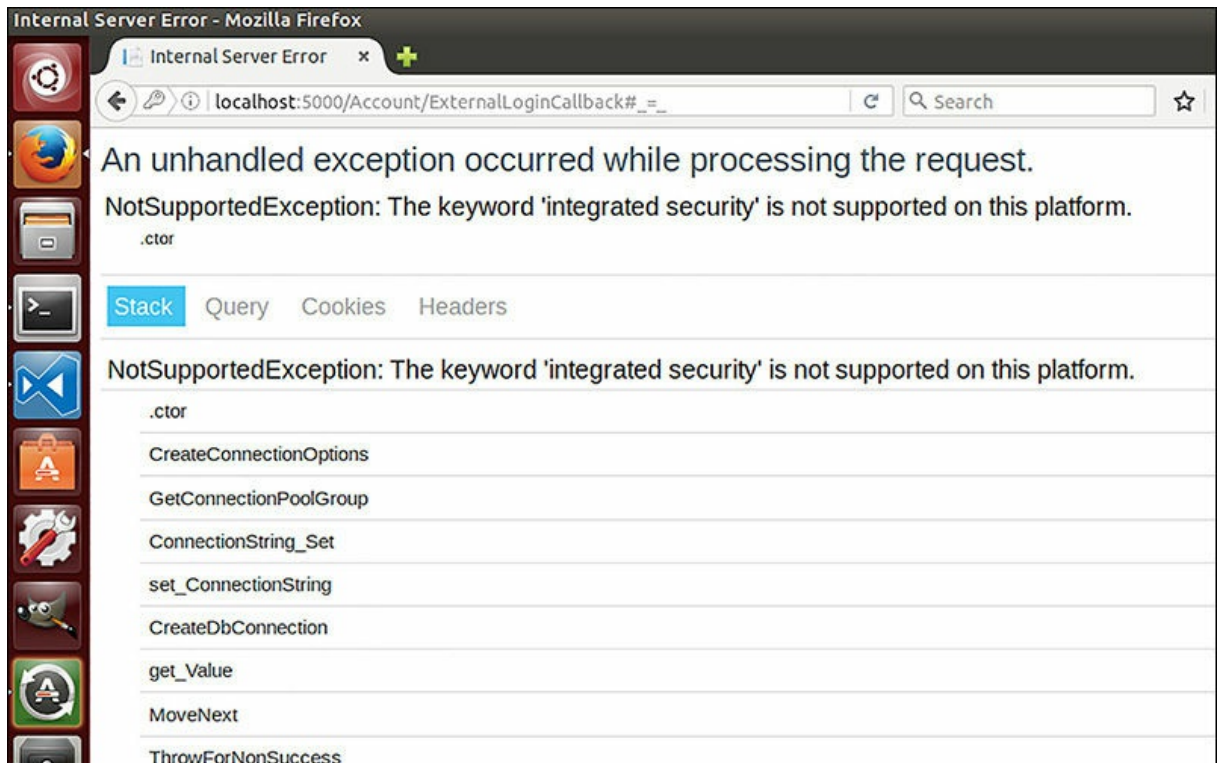 Internal Server Error - Mozilla Firefox
Internal Server Error
localhost:5000/Account/ExternalLoginCallback#_=_
Search
An unhandled exception occurred while processing the request.
NotSupportedException: The keyword 'integrated security' is not supported on this platform.
.ctor
Stack Query Cookies Headers
NotSupportedException: The keyword 'integrated security' is not supported on this platform.
.ctor
CreateConnectionOptions
GetConnectionPoolGroup
ConnectionString_Set
set_ConnectionString
CreateDbConnection
get_Value
MoveNext
ThrowForNonSuccess